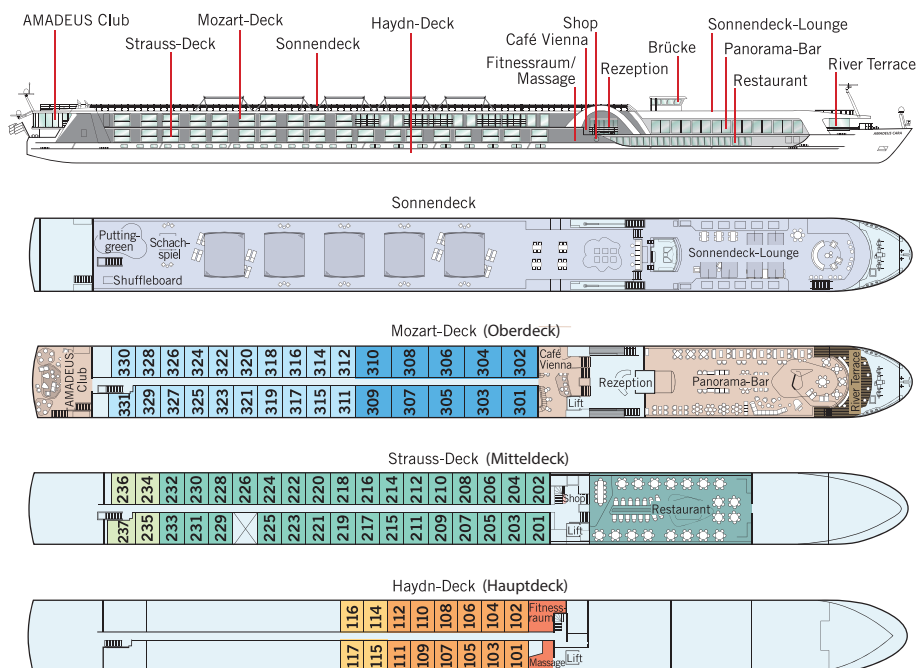 AMADEUS Club
Mozart-Deck
Haydn-Deck
Shop
Sonnendeck-Lounge
Strauss-Deck
Sonnendeck
Café Vienna
Brücke
Panorama-Bar
Fitnessraum/
Massage
Rezeption
Restaurant
River Terrace
AMADEUS CARA
Sonnendeck
Putting-
green
Schach-
spiel
Shuffleboard
Sonnendeck-Lounge
Mozart-Deck (Oberdeck)
AMADEUS
Club
330 328 326 324 322 320 318 316 314 312 310 308 306 304 302
Café
Vienna
Rezeption
Panorama-Bar
River Terrace
331 329 327 325 323 321 319 317 315 311 309 307 305 303 301
Lift
Strauss-Deck (Mitteldeck)
236 234 232 230 228 226 224 222 220 218 216 214 212 210 208 206 204 202
Shop
Restaurant
237 235 233 231 229 225 223 221 219 217 215 211 209 207 205 203 201
Lift
Haydn-Deck (Hauptdeck)
116 114 112 110 108 106 104 102
Fitness-
raum
117 115 111 109 107 105 103 101
Massage
Lift